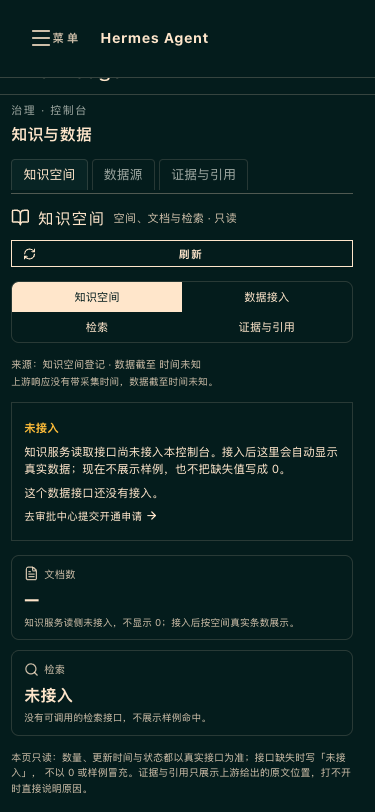 菜单 Hermes Agent
治理 · 控制台
知识与数据
知识空间 数据源 证据与引用
知识空间 空间、文档与检索 · 只读
刷新
知识空间 数据接入
检索 证据与引用
来源：知识空间登记 · 数据截至 时间未知
上游响应没有带采集时间，数据截至时间未知。
未接入
知识服务读取接口尚未接入本控制台。接入后这里会自动显示
真实数据；现在不展示样例，也不把缺失值写成 0。
这个数据接口还没有接入。
去审批中心提交开通申请 →
文档数
—
知识服务读侧未接入，不显示 0；接入后按空间真实条数展示。
检索
未接入
没有可调用的检索接口，不展示样例命中。
本页只读：数量、更新时间与状态都以真实接口为准；接口缺失时写「未接
入」，不以 0 或样例冒充。证据与引用只展示上游给出的原文位置，打不开
时直接说明原因。